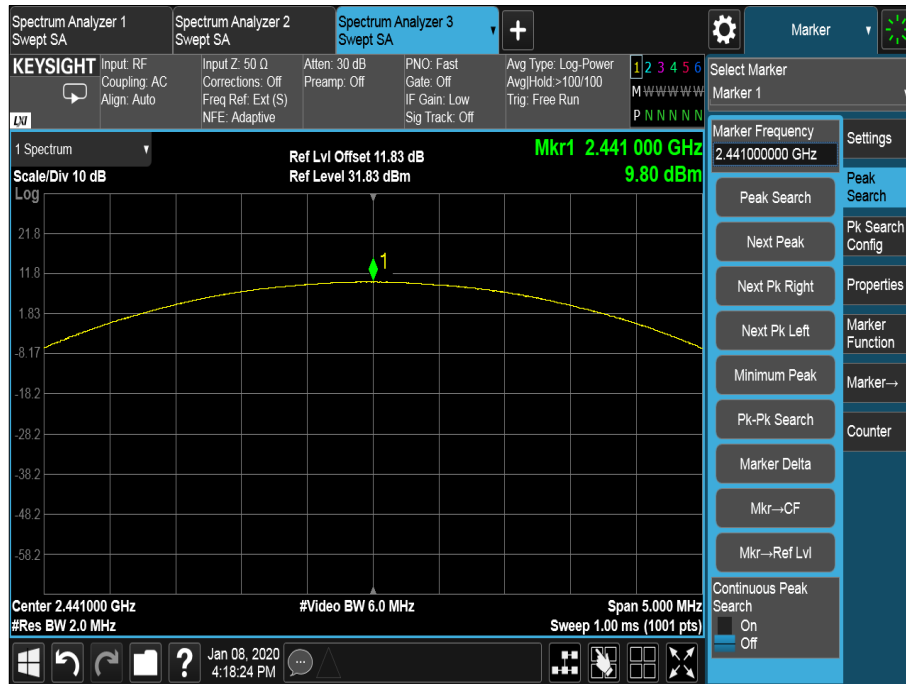 Spectrum Analyzer 1
Swept SA
Spectrum Analyzer 2
Swept SA
Spectrum Analyzer 3
Swept SA
Marker
KEYSIGHT
LXI
Input: RF
Coupling: AC
Align: Auto
Input Z: 50 Ω
Corrections: Off
Freq Ref: Ext (S)
NFE: Adaptive
Atten: 30 dB
Preamp: Off
PNO: Fast
Gate: Off
IF Gain: Low
Sig Track: Off
Avg Type: Log-Power
Avg|Hold:>100/100
Trig: Free Run
1 2 3 4 5 6
M W W W W W
P N N N N N
Select Marker
Marker 1
1 Spectrum
Scale/Div 10 dB
Log
Ref Lvl Offset 11.83 dB
Ref Level 31.83 dBm
Mkr1 2.441 000 GHz
9.80 dBm
21.8
11.8
1.83
-8.17
-18.2
-28.2
-38.2
-48.2
-58.2
1
Center 2.441000 GHz
#Res BW 2.0 MHz
#Video BW 6.0 MHz
Span 5.000 MHz
Sweep 1.00 ms (1001 pts)
Marker Frequency
2.441000000 GHz
Peak Search
Next Peak
Next Pk Right
Next Pk Left
Minimum Peak
Pk-Pk Search
Marker Delta
Mkr→CF
Mkr→Ref Lvl
Continuous Peak
Search
On
Off
Settings
Peak
Search
Pk Search
Config
Properties
Marker
Function
Marker→
Counter
?
Jan 08, 2020
4:18:24 PM